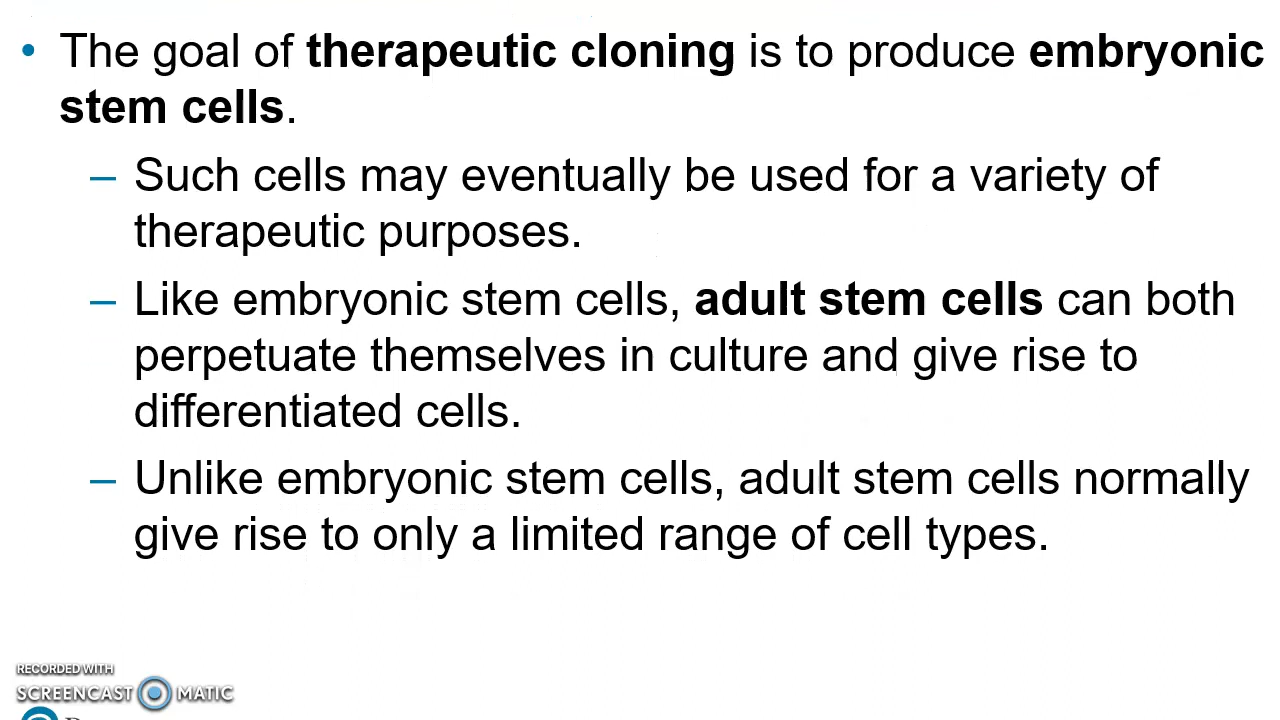 • The goal of therapeutic cloning is to produce embryonic
stem cells.
– Such cells may eventually be used for a variety of
therapeutic purposes.
– Like embryonic stem cells, adult stem cells can both
perpetuate themselves in culture and give rise to
differentiated cells.
– Unlike embryonic stem cells, adult stem cells normally
give rise to only a limited range of cell types.
RECORDED WITH
SCREENCAST MATIC